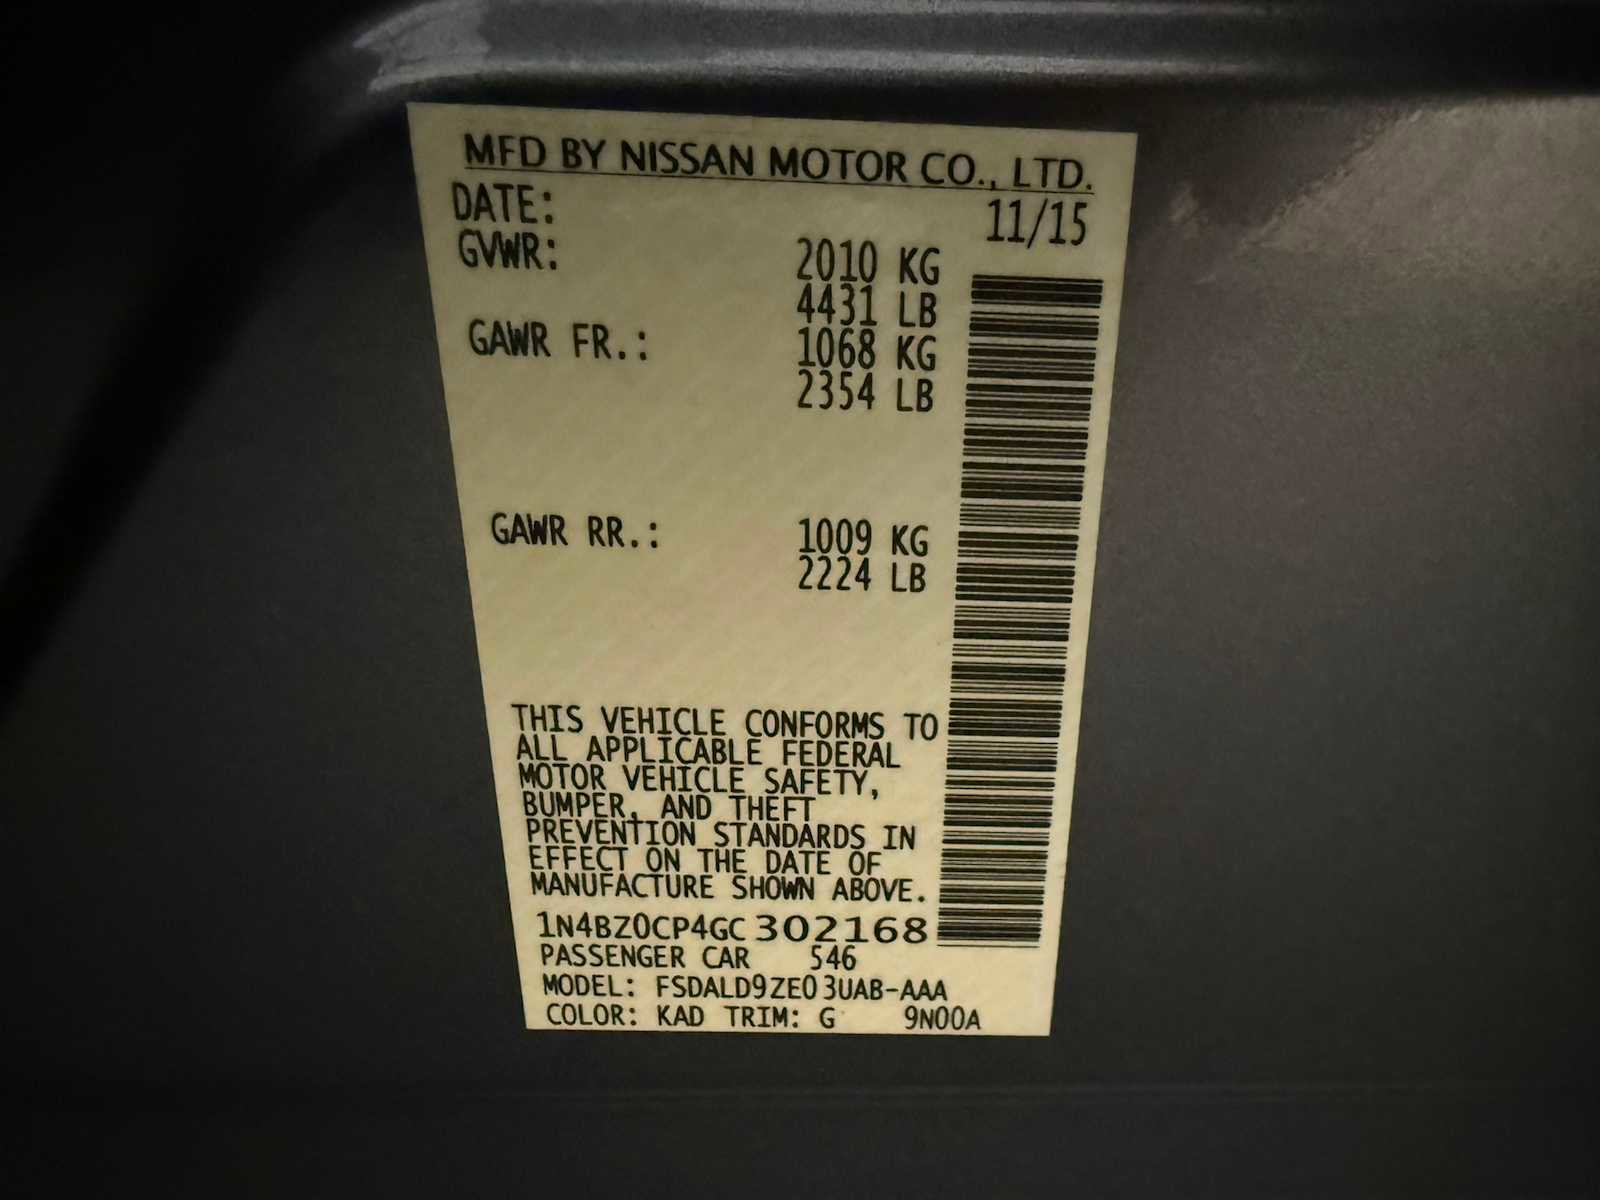 MFD BY NISSAN MOTOR CO., LTD.
DATE: 11/15
GVWR: 2010 KG
4431 LB
GAWR FR.: 1068 KG
2354 LB
GAWR RR.: 1009 KG
2224 LB
THIS VEHICLE CONFORMS TO
ALL APPLICABLE FEDERAL
MOTOR VEHICLE SAFETY,
BUMPER, AND THEFT
PREVENTION STANDARDS IN
EFFECT ON THE DATE OF
MANUFACTURE SHOWN ABOVE.
1N4BZ0CP4GC302168
PASSENGER CAR 546
MODEL: FSDALD9ZE03UAB-AAA
COLOR: KAD TRIM: G 9N00A